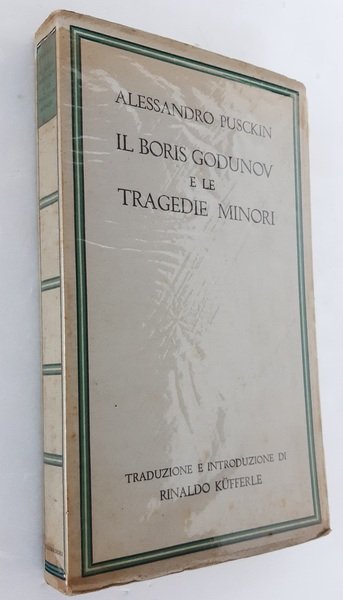 ALESSANDRO PUSCKIN
IL BORIS GODUNOV
E LE
TRAGEDIE MINORI
TRADUZIONE E INTRODUZIONE DI
RINALDO KÜFFERLE